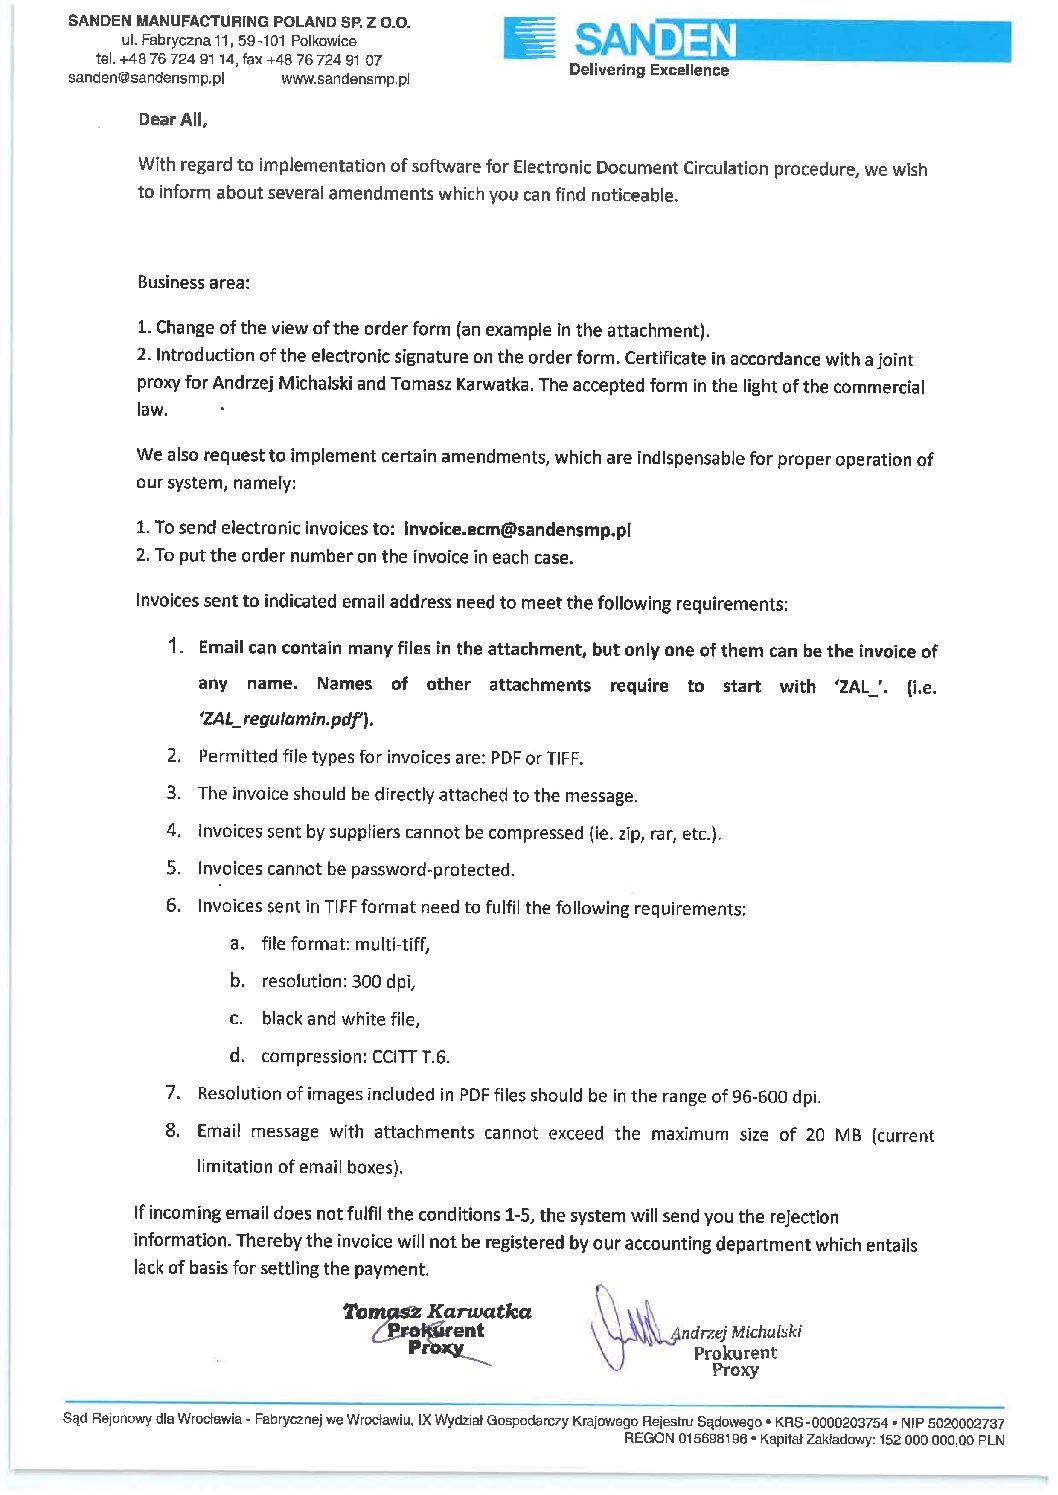 SANDEN MANUFACTURING POLAND SP. Z O.O.
ul. Fabryczna 11, 59-101 Polkowice
tel. +48 76 724 91 14, fax +48 76 724 91 07
sanden@sandensmp.pl www.sandensmp.pl
SANDEN
Delivering Excellence
Dear All,
With regard to implementation of software for Electronic Document Circulation procedure, we wish
to inform about several amendments which you can find noticeable.
Business area:
1. Change of the view of the order form (an example in the attachment).
2. Introduction of the electronic signature on the order form. Certificate in accordance with a joint
proxy for Andrzej Michalski and Tomasz Karwatka. The accepted form in the light of the commercial
law.
We also request to implement certain amendments, which are indispensable for proper operation of
our system, namely:
1. To send electronic invoices to: invoice.ecm@sandensmp.pl
2. To put the order number on the invoice in each case.
Invoices sent to indicated email address need to meet the following requirements:
1. Email can contain many files in the attachment, but only one of them can be the invoice of
any name. Names of other attachments require to start with ‘ZAL_’. (i.e.
‘ZAL_regulamin.pdf’).
2. Permitted file types for invoices are: PDF or TIFF.
3. The invoice should be directly attached to the message.
4. Invoices sent by suppliers cannot be compressed (ie. zip, rar, etc.).
5. Invoices cannot be password-protected.
6. Invoices sent in TIFF format need to fulfil the following requirements:
a. file format: multi-tiff,
b. resolution: 300 dpi,
c. black and white file,
d. compression: CCITT T.6.
7. Resolution of images included in PDF files should be in the range of 96-600 dpi.
8. Email message with attachments cannot exceed the maximum size of 20 MB (current
limitation of email boxes).
If incoming email does not fulfil the conditions 1-5, the system will send you the rejection
information. Thereby the invoice will not be registered by our accounting department which entails
lack of basis for settling the payment.
Tomasz Karwatka
Prokurent
Proxy
Andrzej Michalski
Prokurent
Proxy
Sąd Rejonowy dla Wrocławia - Fabrycznej we Wrocławiu, IX Wydział Gospodarczy Krajowego Rejestru Sądowego • KRS -0000203754 • NIP 5020002737
REGON 015698196 • Kapitał Zakładowy: 152 000 000,00 PLN